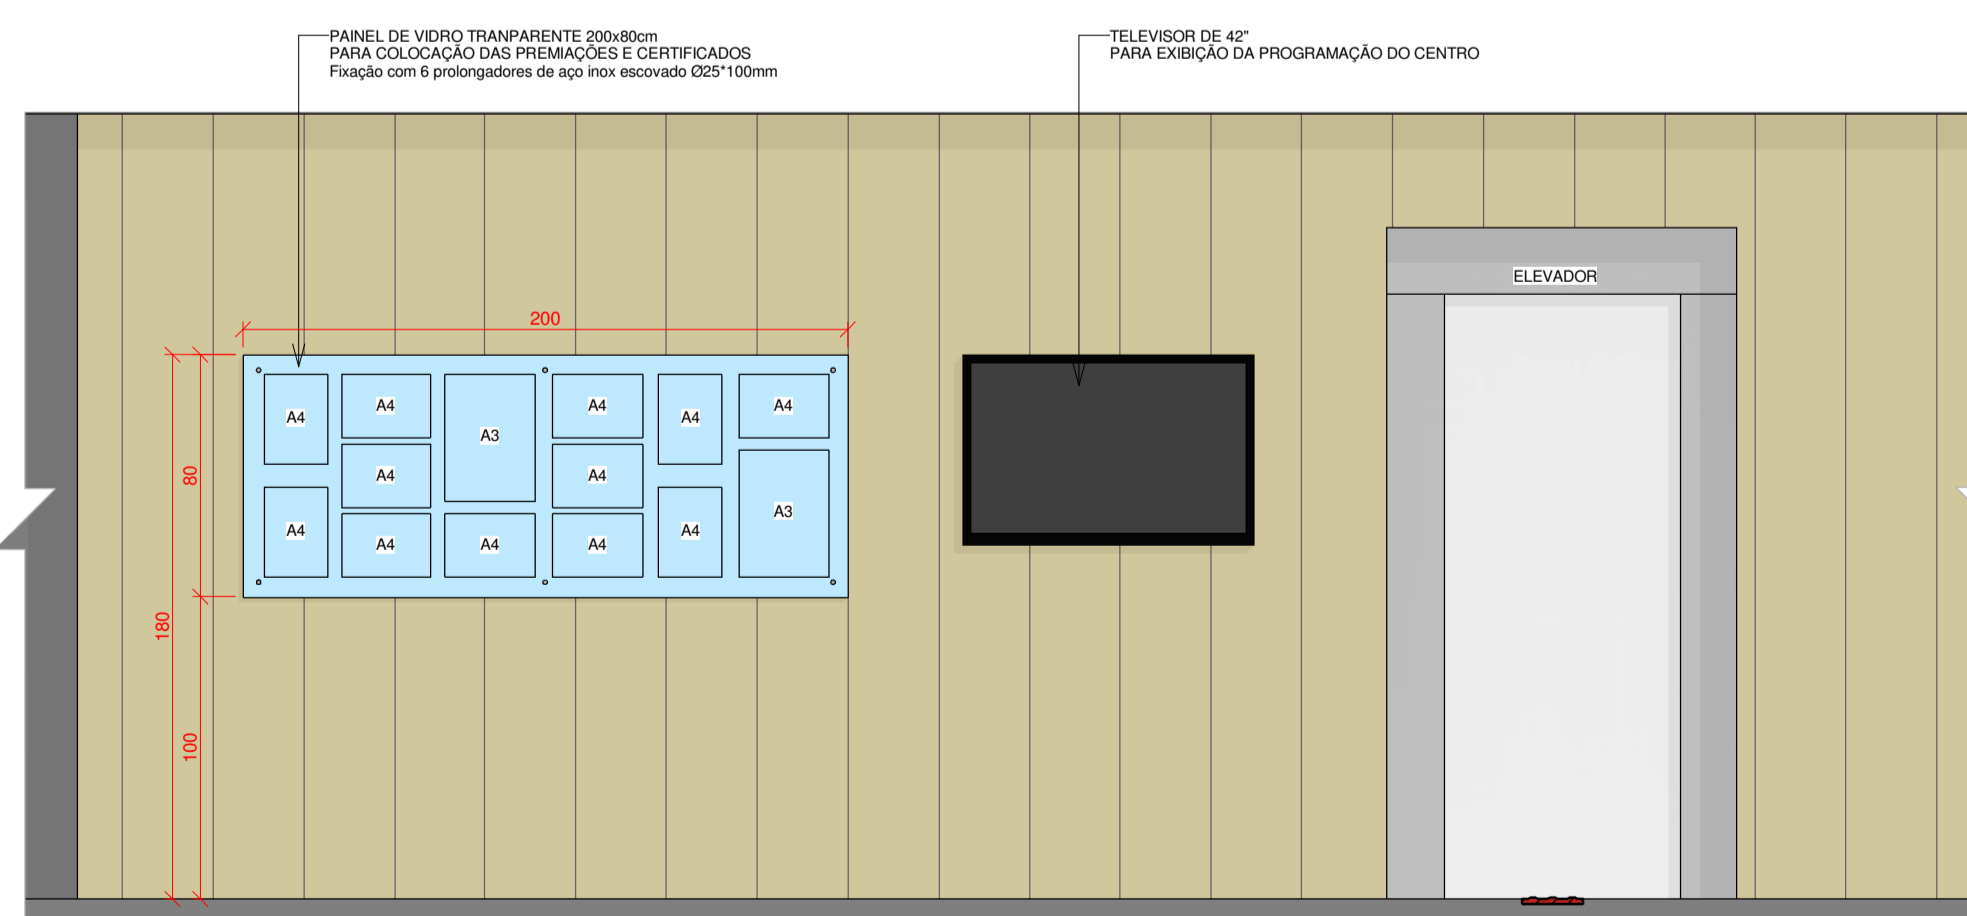 PAINEL DE VIDRO TRANPARENTE 200x80cm
PARA COLOCAÇÃO DAS PREMIAÇÕES E CERTIFICADOS
Fixação com 6 prolongadores de aço inox escovado Ø25*100mm
TELEVISOR DE 42"
PARA EXIBIÇÃO DA PROGRAMAÇÃO DO CENTRO
ELEVADOR
200
A4
A4
A3
A4
A4
A4
80
A4
A4
A3
A4
A4
A4
A4
A4
A4
180
100